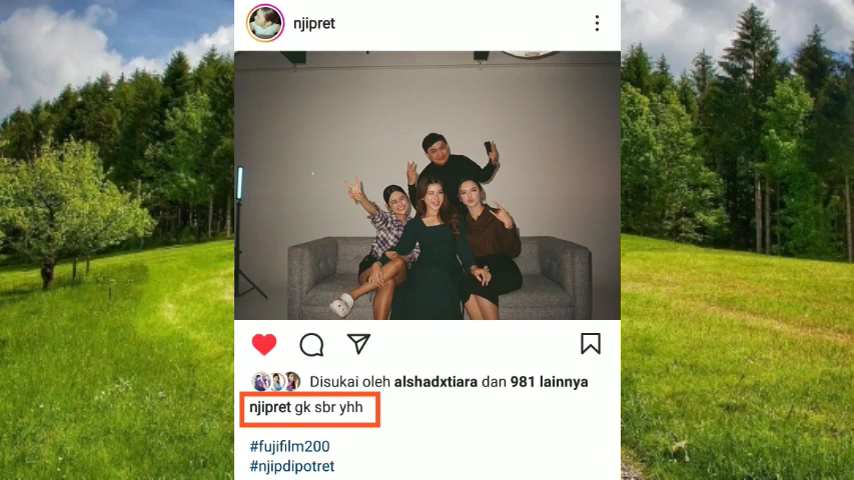 njipret
Disukai oleh alshadxtiara dan 981 lainnya
njipret gk sbr yhh
#fujifilm200
#njipdipotret